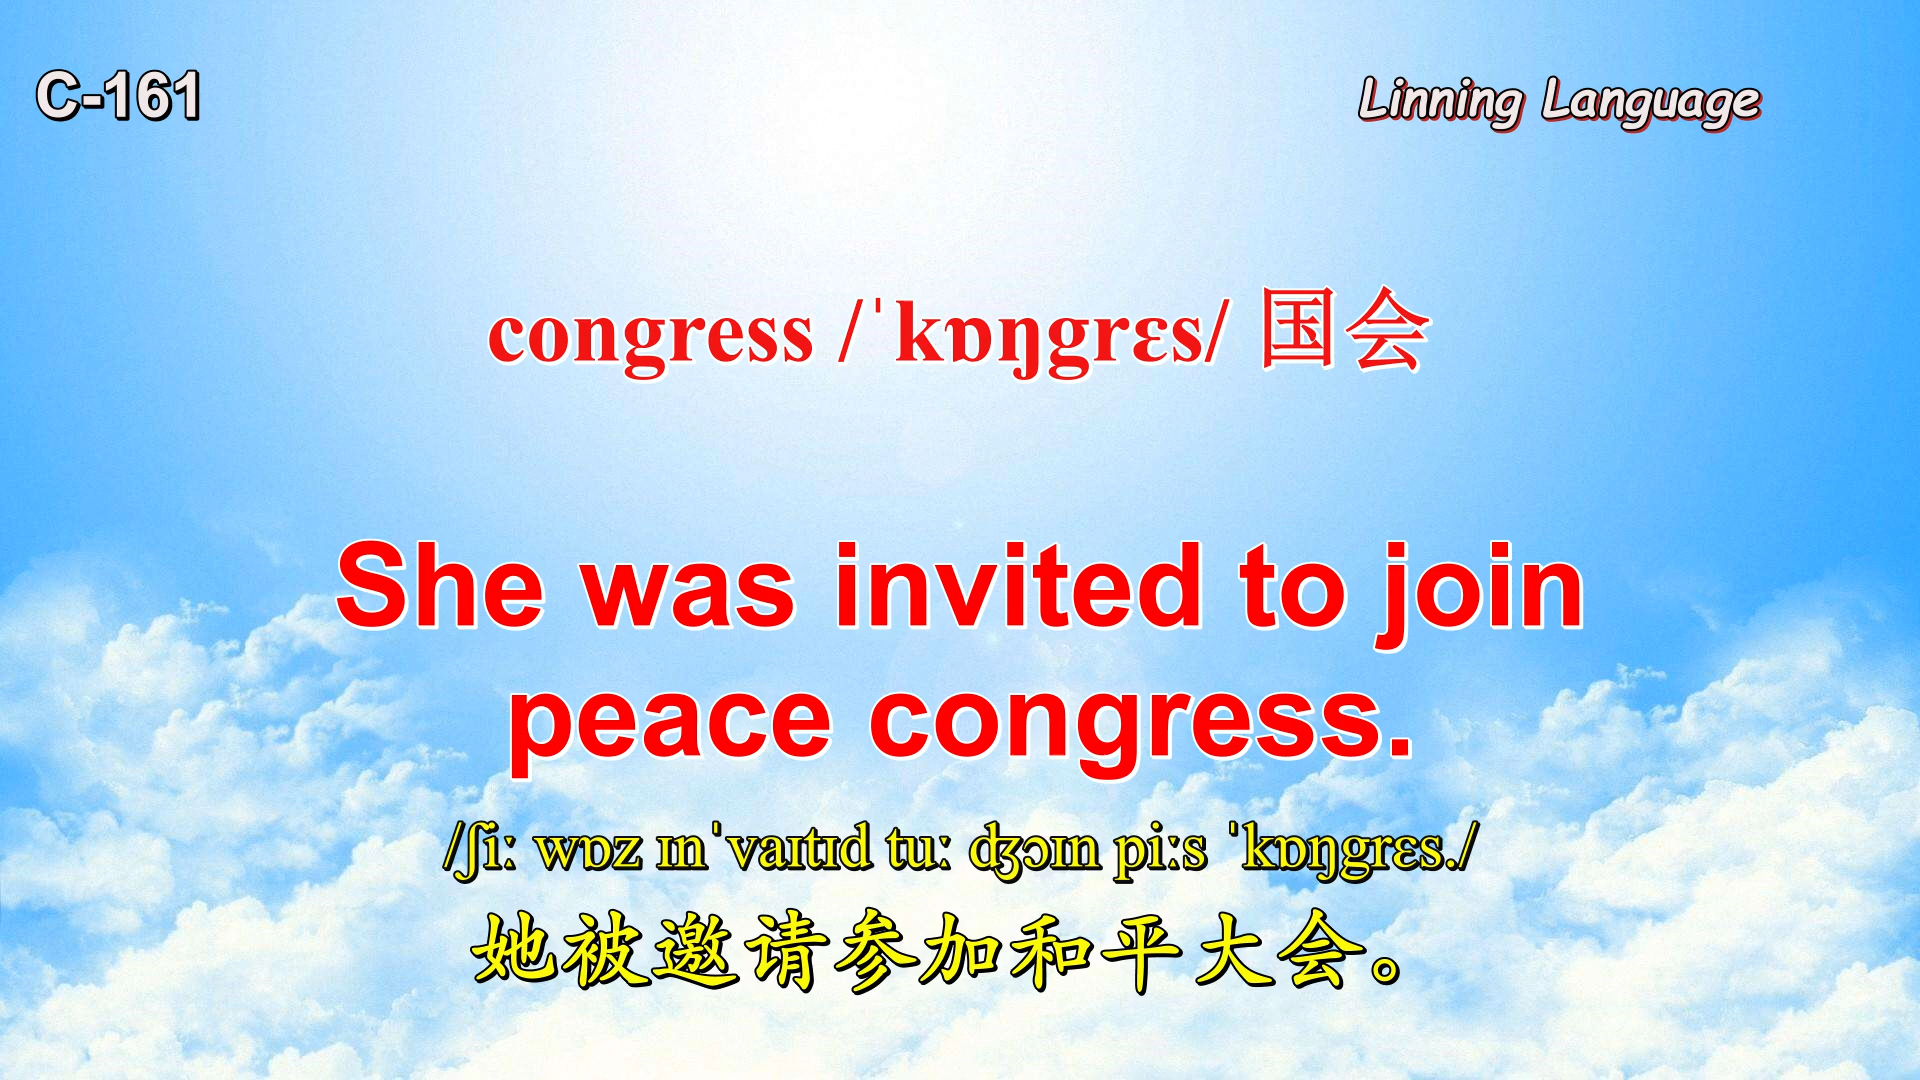 C-161
Linning Language
congress /ˈkɒŋgrɛs/ 国会
She was invited to join
peace congress.
/ʃiː wɒz ɪnˈvaɪtɪd tuː ʤɔɪn piːs ˈkɒŋgrɛs./
她被邀请参加和平大会。